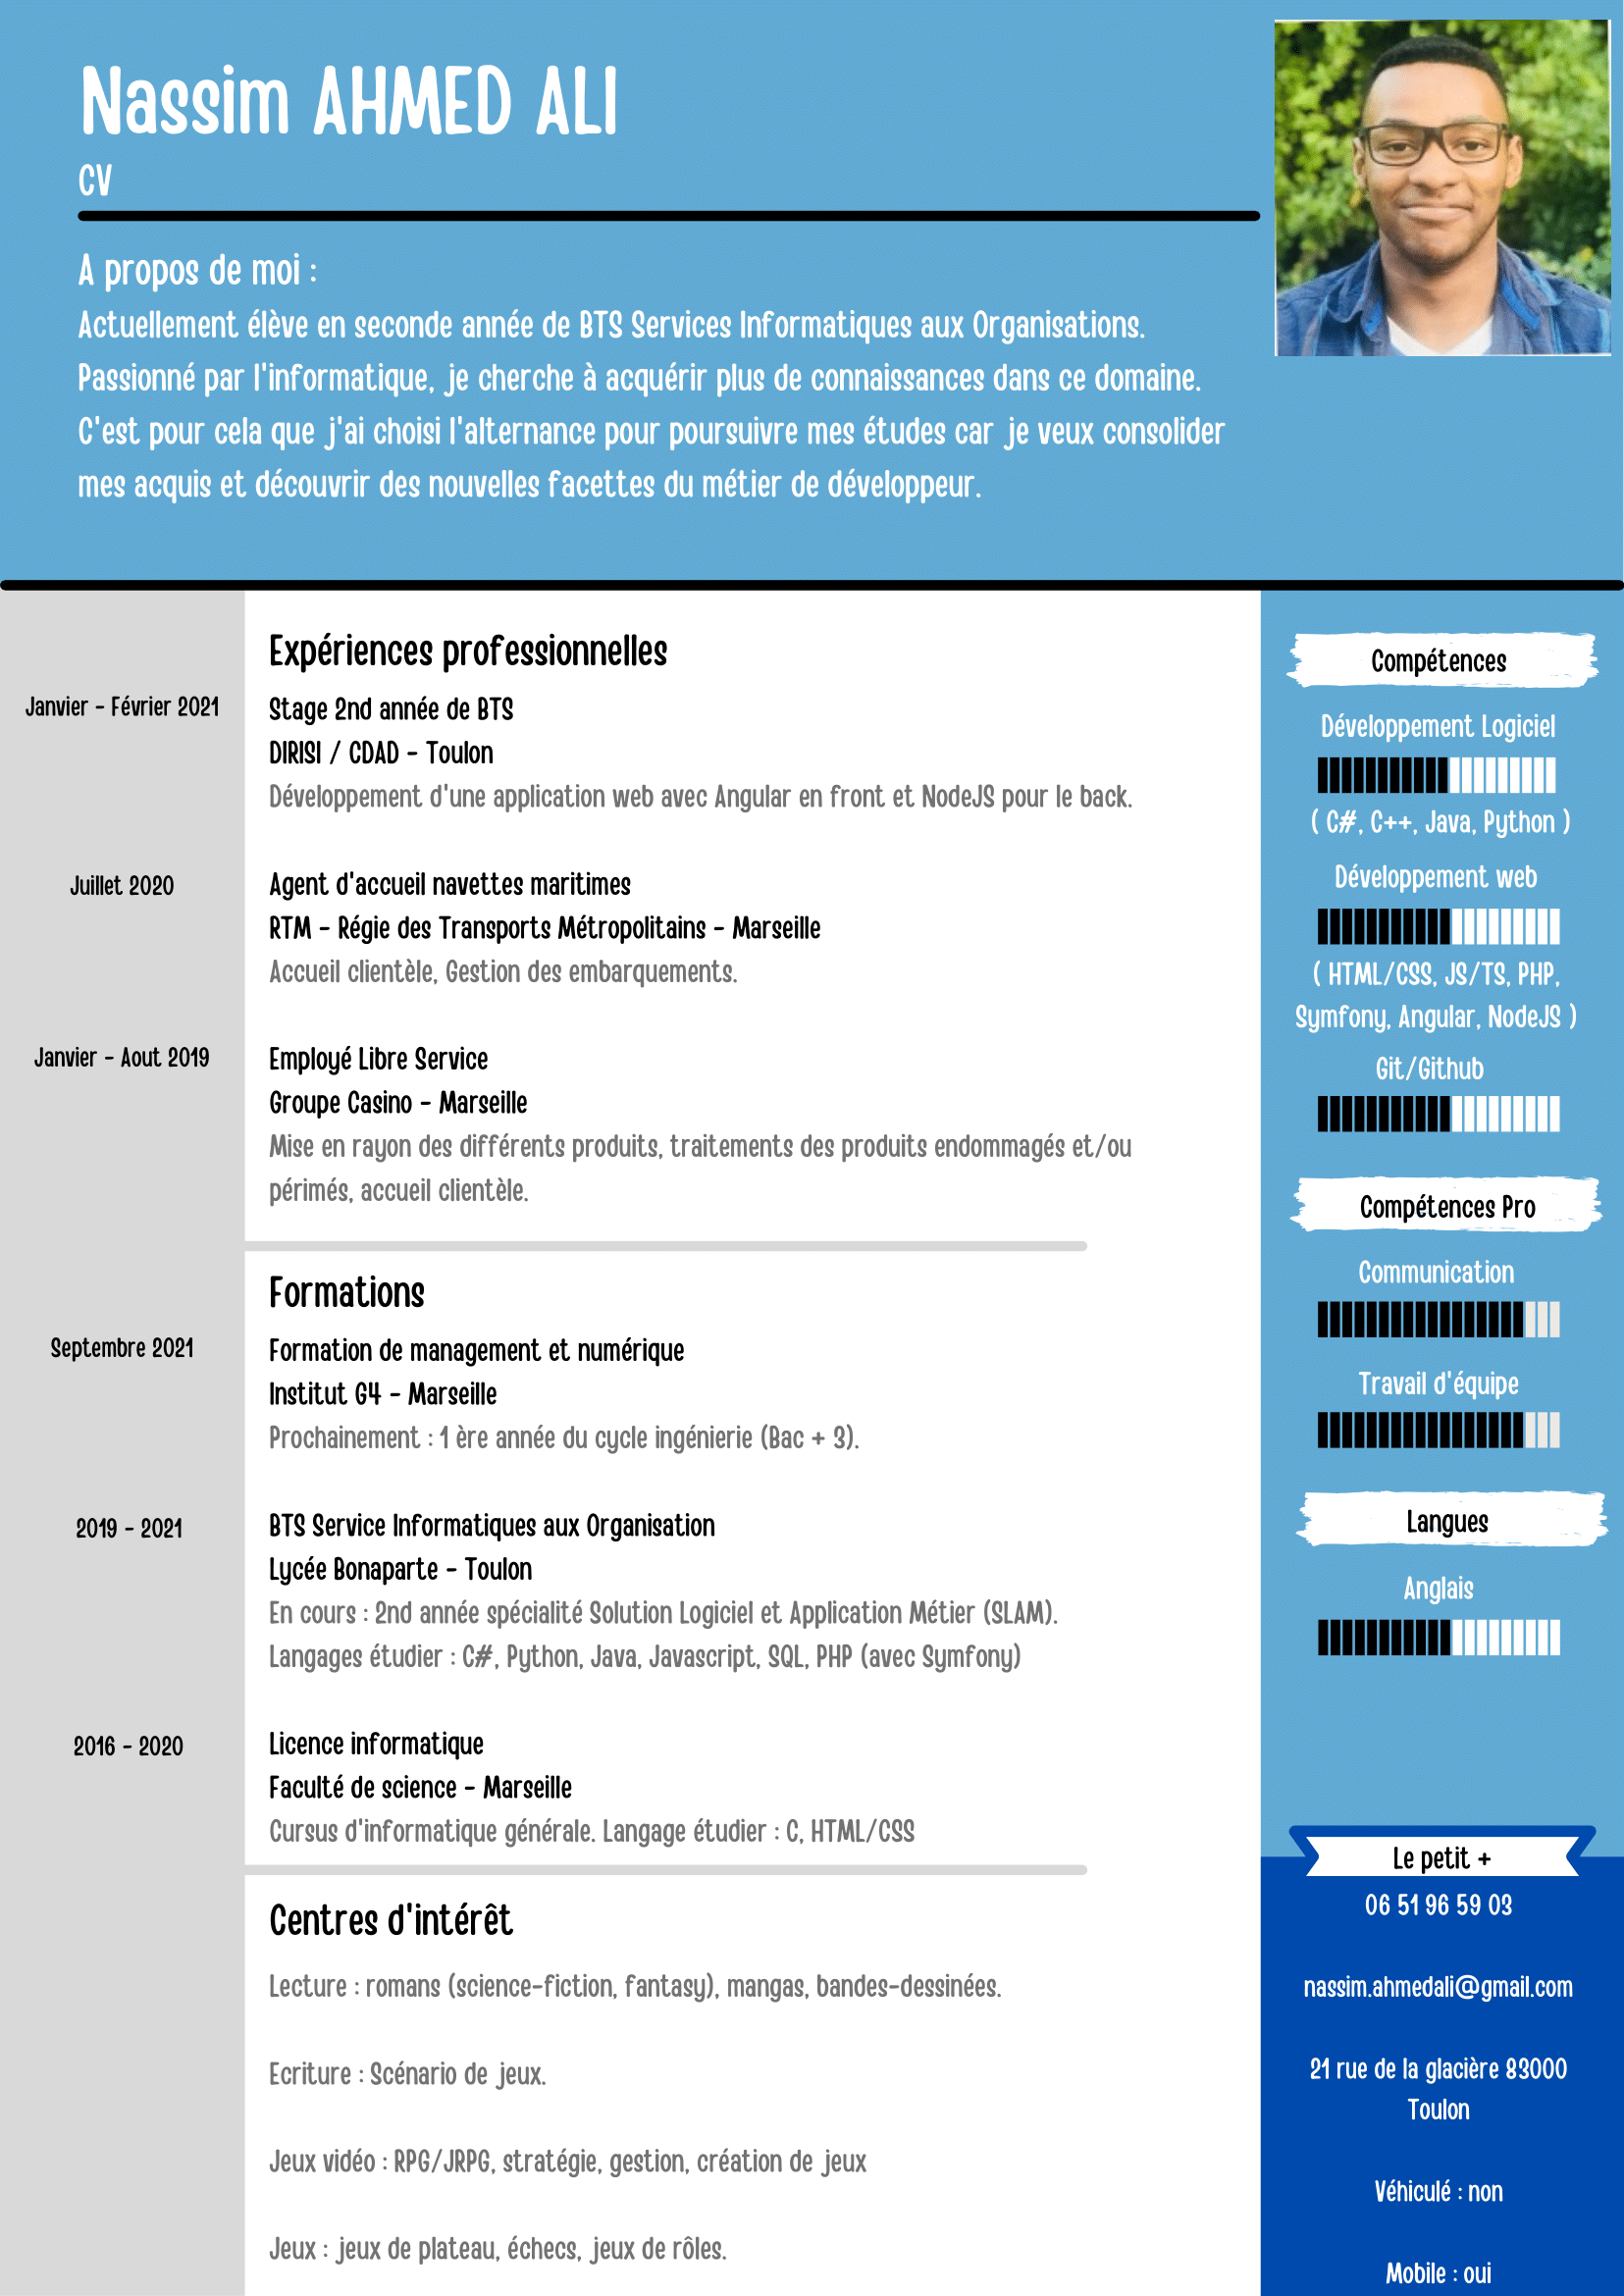 Nassim AHMED ALI
CV
A propos de moi :
Actuellement élève en seconde année de BTS Services Informatiques aux Organisations.
Passionné par l'informatique, je cherche à acquérir plus de connaissances dans ce domaine.
C'est pour cela que j'ai choisi l'alternance pour poursuivre mes études car je veux consolider
mes acquis et découvrir des nouvelles facettes du métier de développeur.
Expériences professionnelles
Janvier - Février 2021
Stage 2nd année de BTS
DIRISI / CDAD - Toulon
Développement d'une application web avec Angular en front et NodeJS pour le back.
Juillet 2020
Agent d'accueil navettes maritimes
RTM - Régie des Transports Métropolitains - Marseille
Accueil clientèle, Gestion des embarquements.
Janvier - Aout 2019
Employé Libre Service
Groupe Casino - Marseille
Mise en rayon des différents produits, traitements des produits endommagés et/ou
périmés, accueil clientèle.
Formations
Septembre 2021
Formation de management et numérique
Institut G4 - Marseille
Prochainement : 1 ère année du cycle ingénierie (Bac + 3).
2019 - 2021
BTS Service Informatiques aux Organisation
Lycée Bonaparte - Toulon
En cours : 2nd année spécialité Solution Logiciel et Application Métier (SLAM).
Langages étudier : C#, Python, Java, Javascript, SQL, PHP (avec Symfony)
2016 - 2020
Licence informatique
Faculté de science - Marseille
Cursus d'informatique générale. Langage étudier : C, HTML/CSS
Centres d'intérêt
Lecture : romans (science-fiction, fantasy), mangas, bandes-dessinées.
Ecriture : Scénario de jeux.
Jeux vidéo : RPG/JRPG, stratégie, gestion, création de jeux
Jeux : jeux de plateau, échecs, jeux de rôles.
Compétences
Développement Logiciel
( C#, C++, Java, Python )
Développement web
( HTML/CSS, JS/TS, PHP,
Symfony, Angular, NodeJS )
Git/Github
Compétences Pro
Communication
Travail d'équipe
Langues
Anglais
Le petit +
06 51 96 59 03
nassim.ahmedali@gmail.com
21 rue de la glacière 83000
Toulon
Véhiculé : non
Mobile : oui